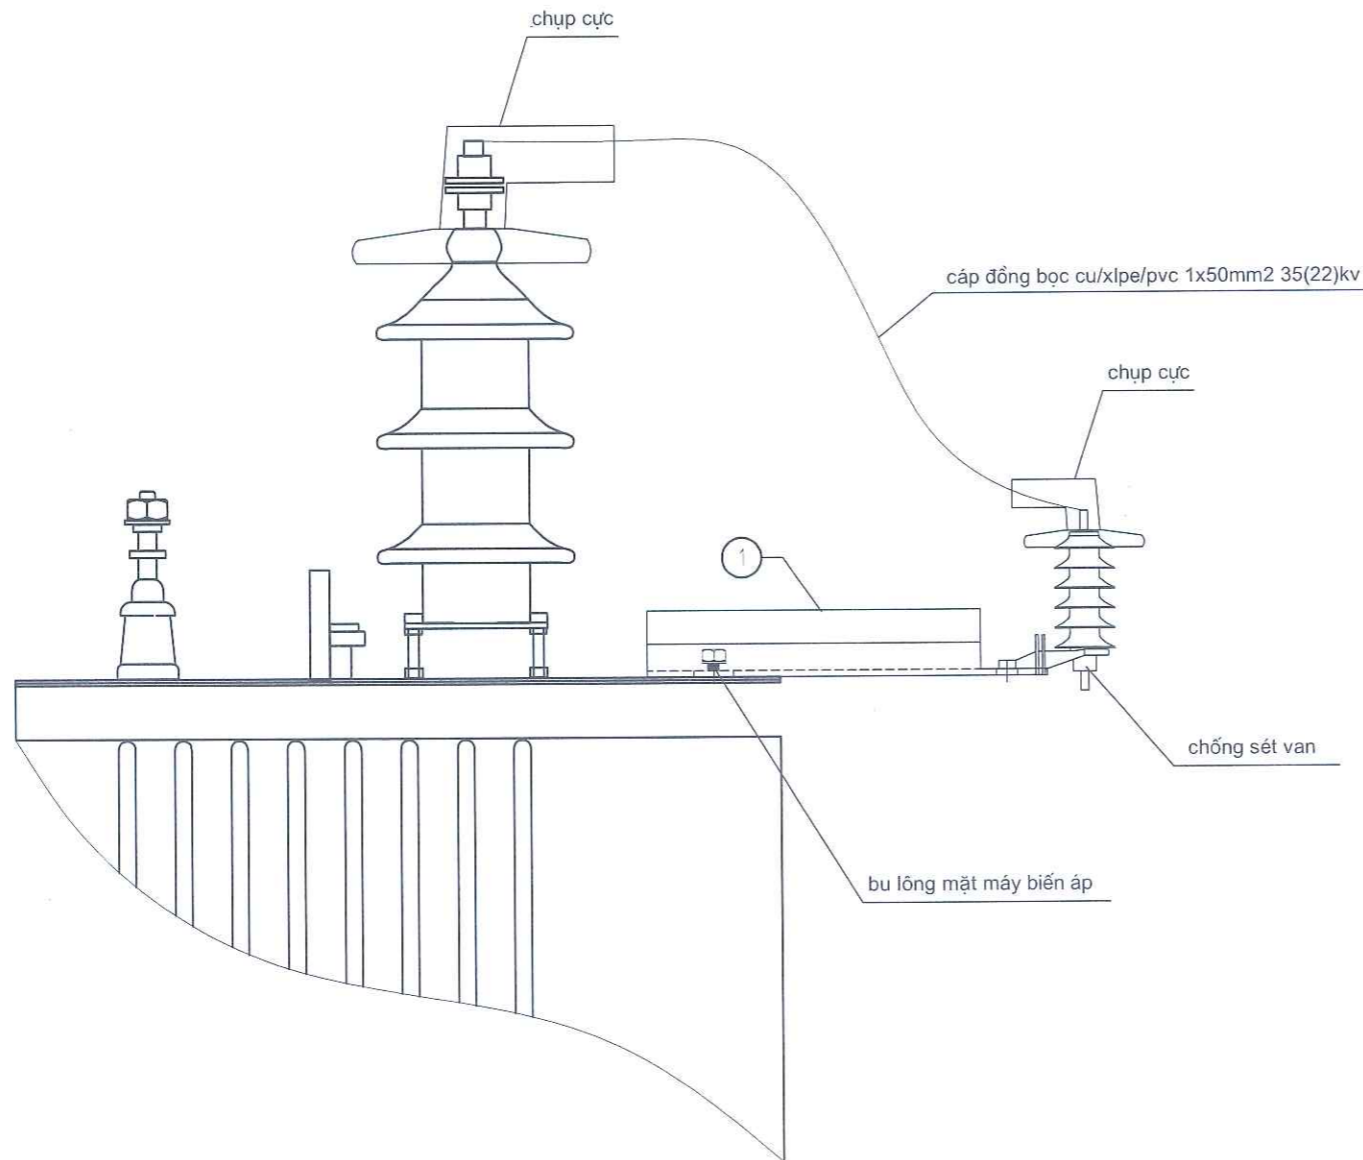 chụp cực
cáp đồng bọc cu/xlpe/pvc 1x50mm2 35(22)kv
chụp cực
1
chống sét van
bu lông mặt máy biến áp